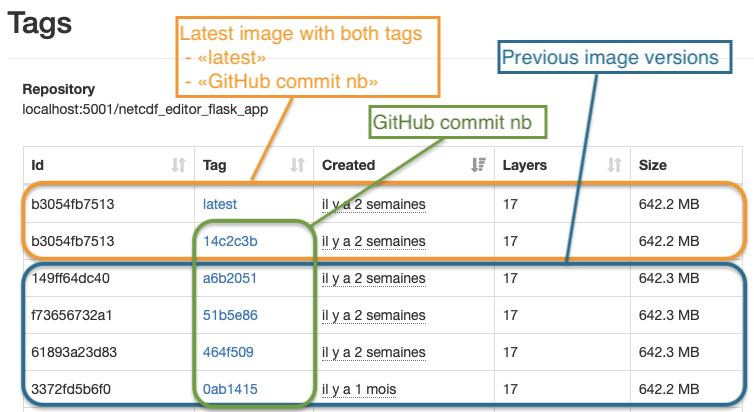 Tags
Latest image with both tags
- «latest»
- «GitHub commit nb»
Previous image versions
Repository
localhost:5001/netcdf_editor_flask_app
GitHub commit nb
Id Tag Created Layers Size
b3054fb7513 latest il y a 2 semaines 17 642.2 MB
b3054fb7513 14c2c3b il y a 2 semaines 17 642.2 MB
149ff64dc40 a6b2051 il y a 2 semaines 17 642.3 MB
f73656732a1 51b5e86 il y a 2 semaines 17 642.3 MB
61893a23d83 464f509 il y a 2 semaines 17 642.3 MB
3372fd5b6f0 0ab1415 il y a 1 mois 17 642.2 MB